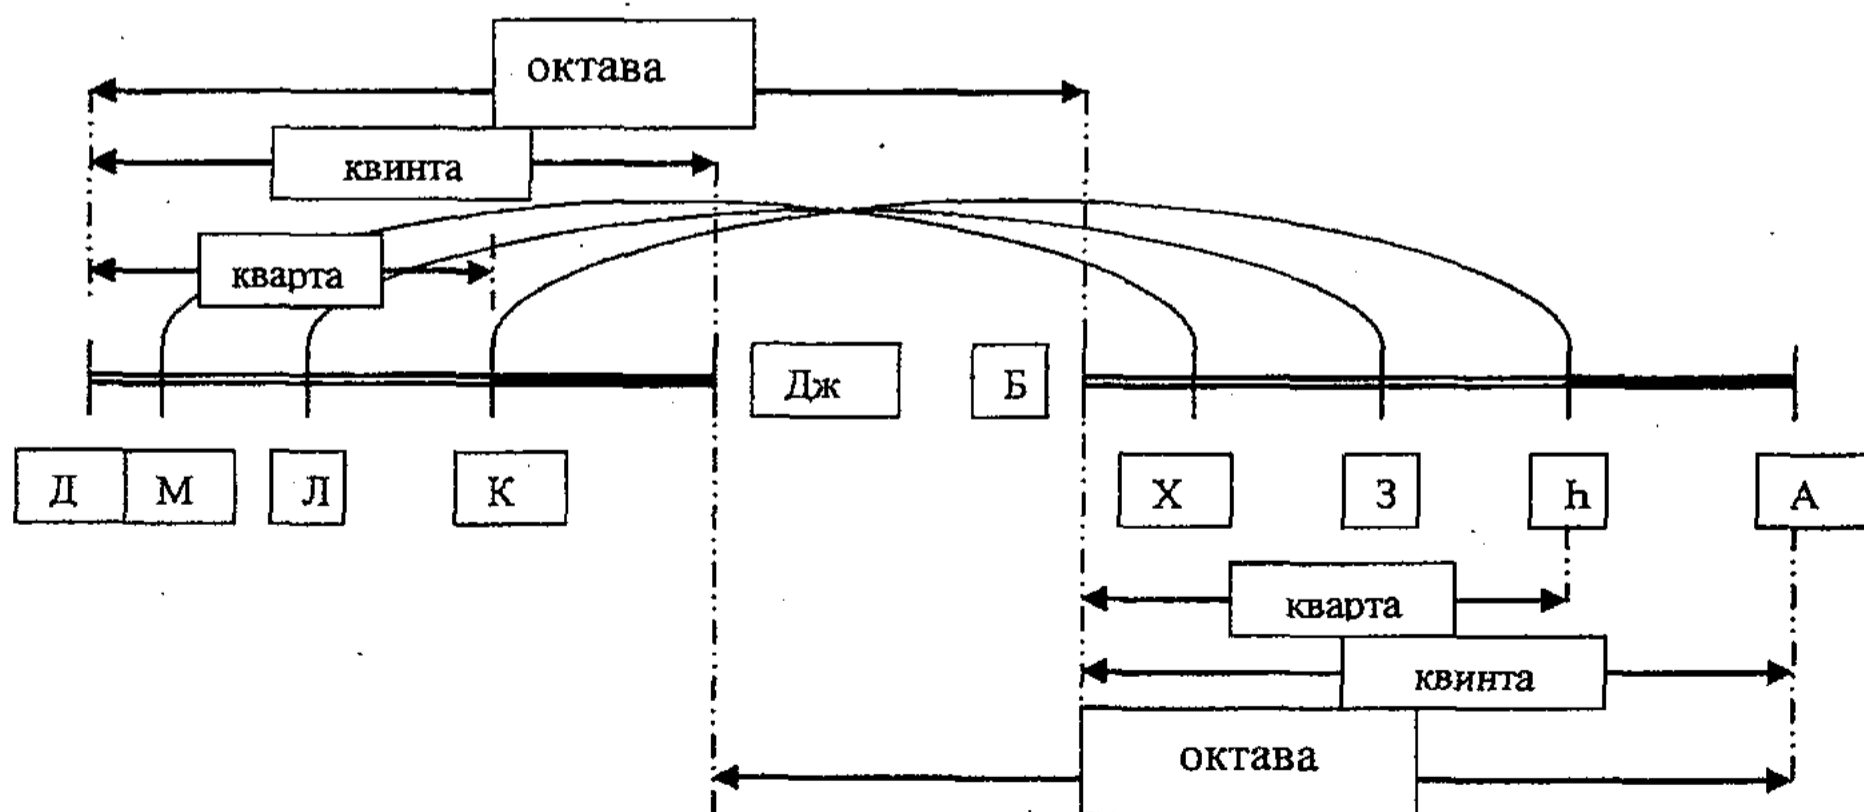 октава
квинта
кварта
Дж Б
Д М Л К Х З h А
кварта
квинта
октава